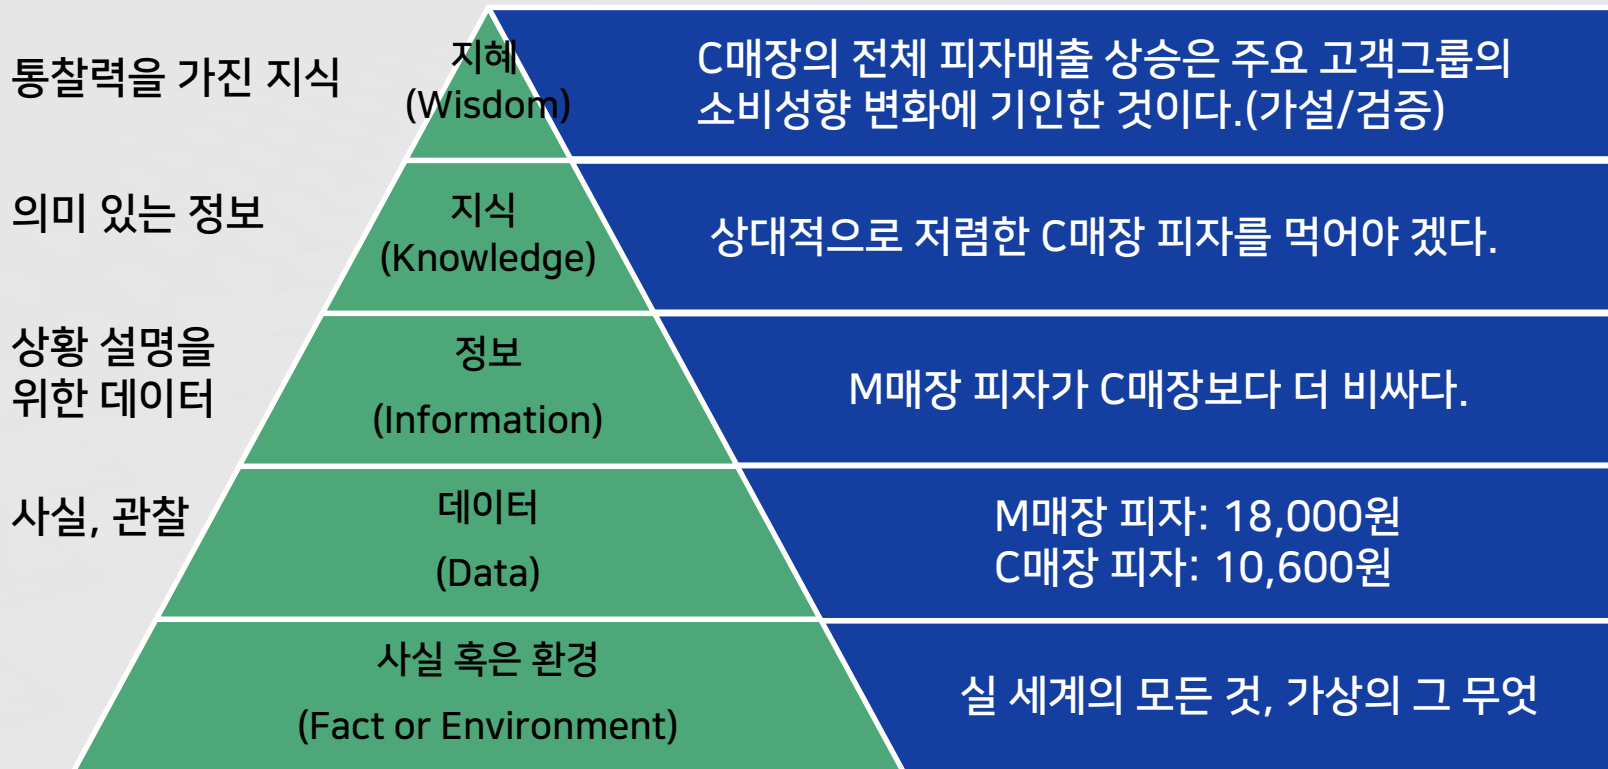 통찰력을 가진 지식
지혜
(Wisdom)
C매장의 전체 피자매출 상승은 주요 고객그룹의
소비성향 변화에 기인한 것이다.(가설/검증)
의미 있는 정보
지식
(Knowledge)
상대적으로 저렴한 C매장 피자를 먹어야 겠다.
상황 설명을
위한 데이터
정보
(Information)
M매장 피자가 C매장보다 더 비싸다.
사실, 관찰
데이터
(Data)
M매장 피자: 18,000원
C매장 피자: 10,600원
사실 혹은 환경
(Fact or Environment)
실 세계의 모든 것, 가상의 그 무엇